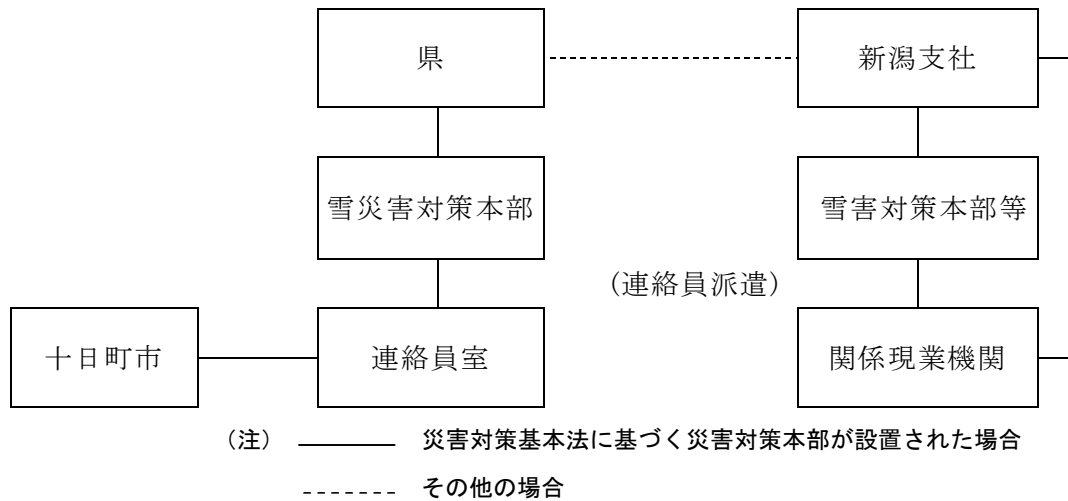 県
新潟支社
雪災害対策本部
雪害対策本部等
(連絡員派遣)
十日町市
連絡員室
関係現業機関
(注) 災害対策基本法に基づく災害対策本部が設置された場合
その他の場合